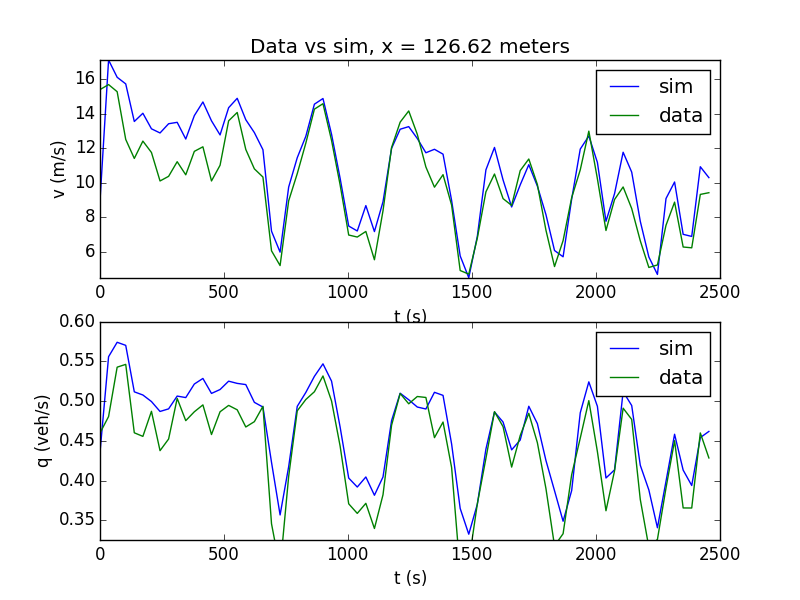 Data vs sim, x = 126.62 meters
16
14
12
10
8
6
v (m/s)
sim
data
0
500
1000
1500
2000
2500
t (s)
0.60
0.55
0.50
0.45
0.40
0.35
q (veh/s)
sim
data
0
500
1000
1500
2000
2500
t (s)